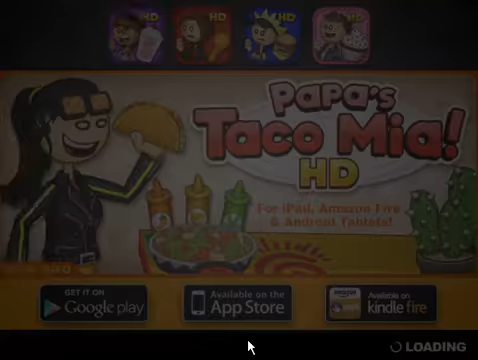 HD
HD
HD
HD
Papa's
Taco Mia!
HD
For iPad, Amazon Fire
& Android Tablets!
GET IT ON
Google play
Available on the
App Store
Available on
kindle fire
LOADING